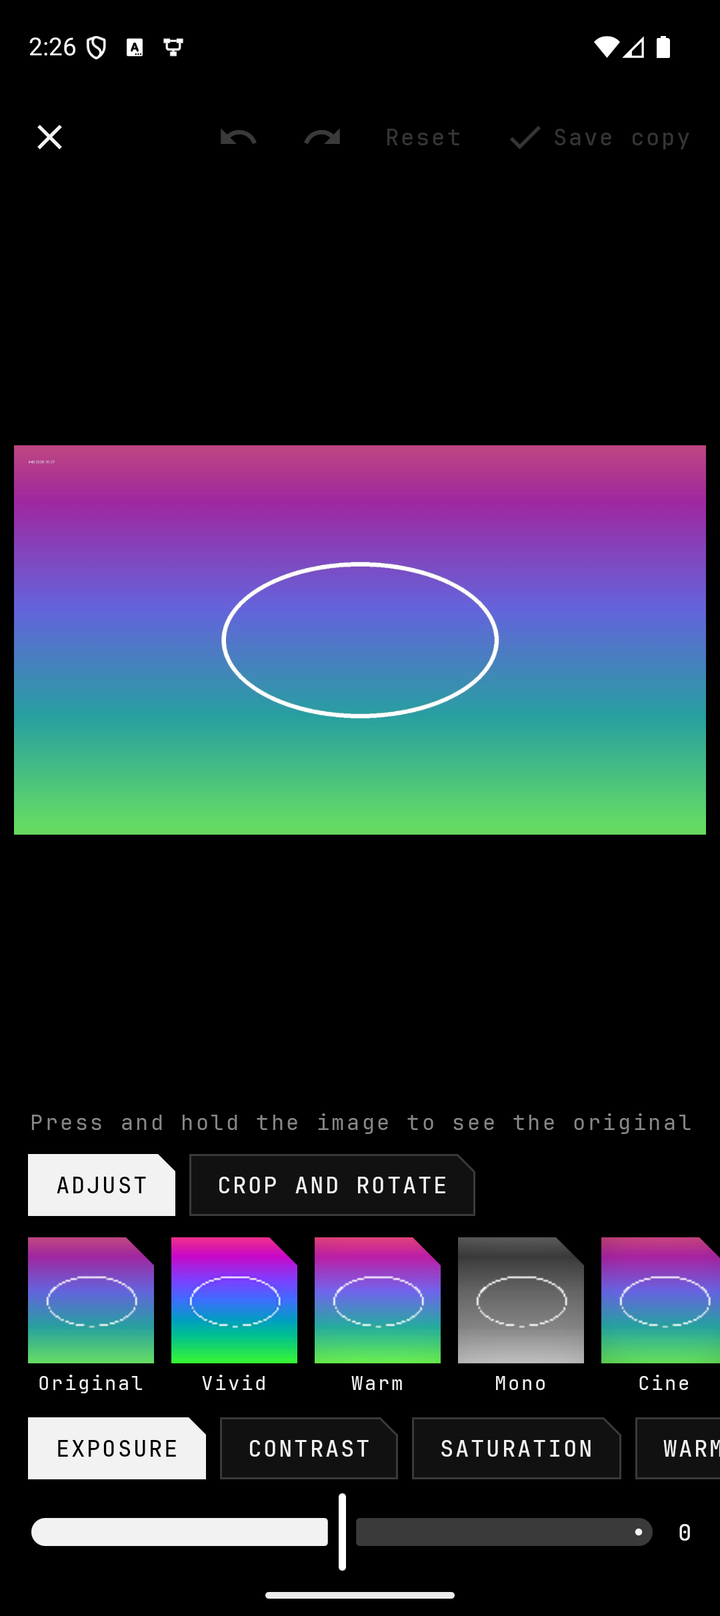 2:26
Reset
Save copy
Press and hold the image to see the original
ADJUST
CROP AND ROTATE
Original
Vivid
Warm
Mono
Cine
EXPOSURE
CONTRAST
SATURATION
WARM
0